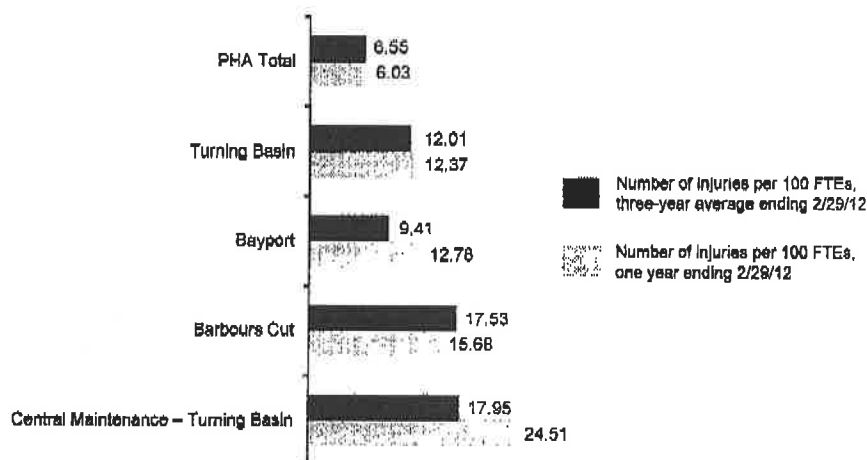 PHA Total
6.55
6.03
Turning Basin
12.01
12.37
Bayport
9.41
12.78
Barbours Cut
17.53
15.68
Central Maintenance – Turning Basin
17.95
24.51
Number of injuries per 100 FTEs,
three-year average ending 2/29/12
Number of injuries per 100 FTEs,
one year ending 2/29/12